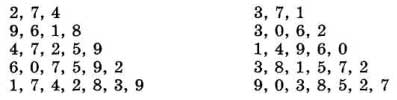 2, 7, 4
9, 6, 1, 8
4, 7, 2, 5, 9
6, 0, 7, 5, 9, 2
1, 7, 4, 2, 8, 3, 9
3, 7, 1
3, 0, 6, 2
1, 4, 9, 6, 0
3, 8, 1, 5, 7, 2
9, 0, 3, 8, 5, 2, 7